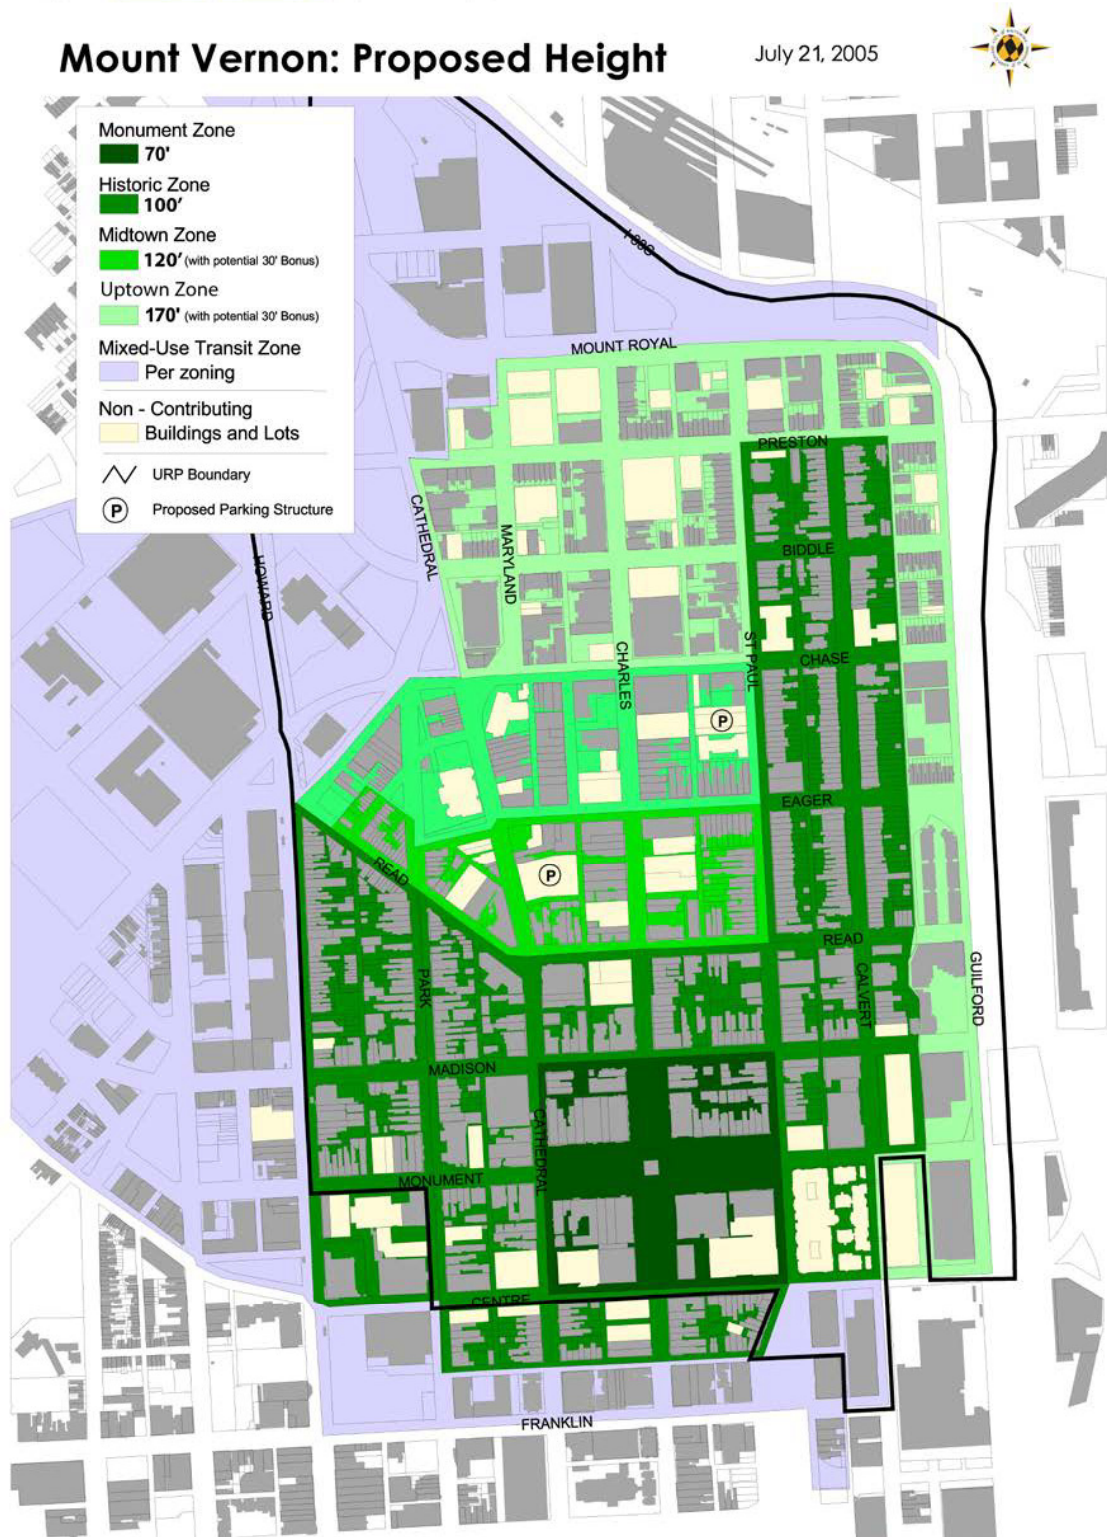 Mount Vernon: Proposed Height
July 21, 2005
Monument Zone
70'
Historic Zone
100'
Midtown Zone
120' (with potential 30' Bonus)
Uptown Zone
170' (with potential 30' Bonus)
Mixed-Use Transit Zone
Per zoning
Non - Contributing
Buildings and Lots
URP Boundary
P Proposed Parking Structure
MOUNT ROYAL
PRESTON
CATHEDRAL
MARYLAND
BIDDLE
HOWARD
CHARLES
ST PAUL
CHASE
P
EAGER
READ
P
READ
PARK
CALVERT
GUILFORD
MADISON
CATHEDRAL
MONUMENT
CENTRE
FRANKLIN